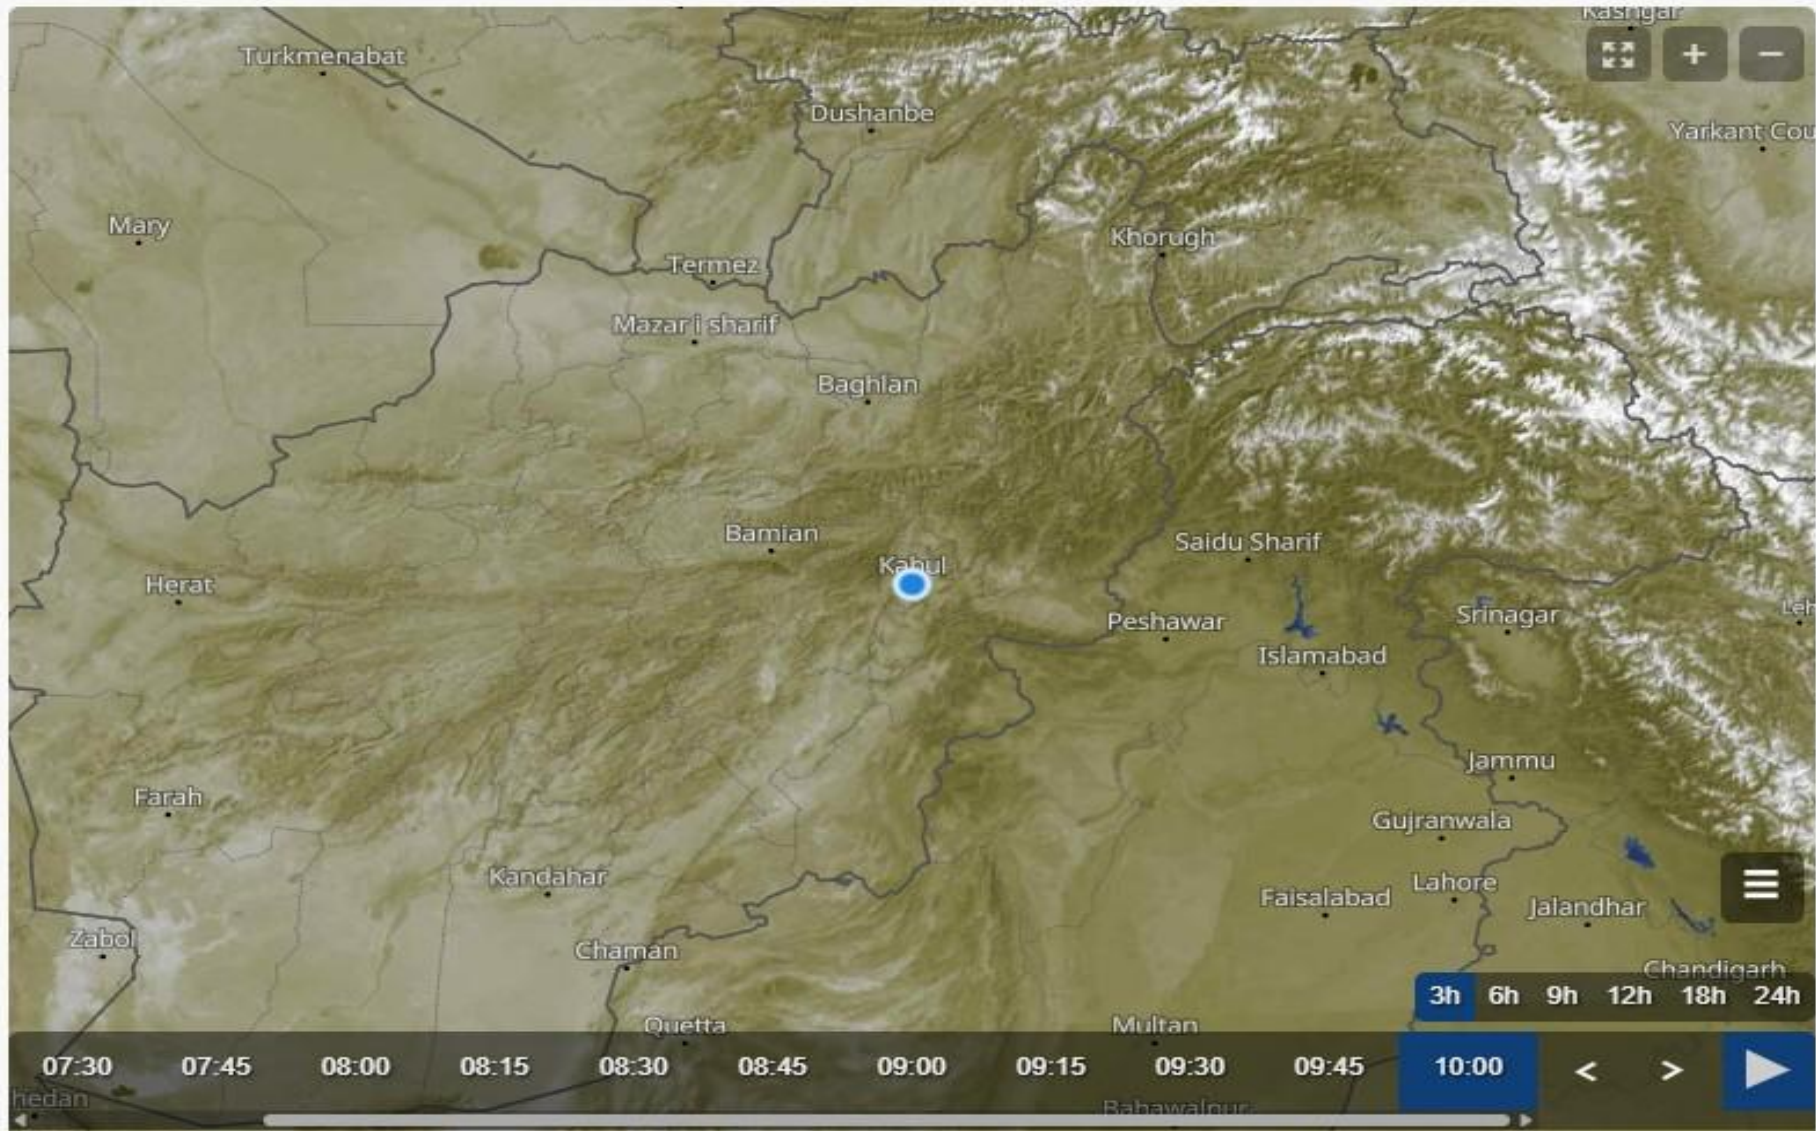 Kashgar
Turkmenabat
+ −
Dushanbe
Yarkant Cou
Mary
Khorugh
Termez
Mazar i sharif
Baghlan
Bamian
Saidu Sharif
Kabul
Herat
Srinagar
Leh
Peshawar
Islamabad
Jammu
Farah
Gujranwala
Kandahar
Lahore
Faisalabad
Jalandhar
Zabol
Chaman
Chandigarh
3h 6h 9h 12h 18h 24h
Quetta
Multan
07:30 07:45 08:00 08:15 08:30 08:45 09:00 09:15 09:30 09:45 10:00 < >
hedan
Bahawalpur